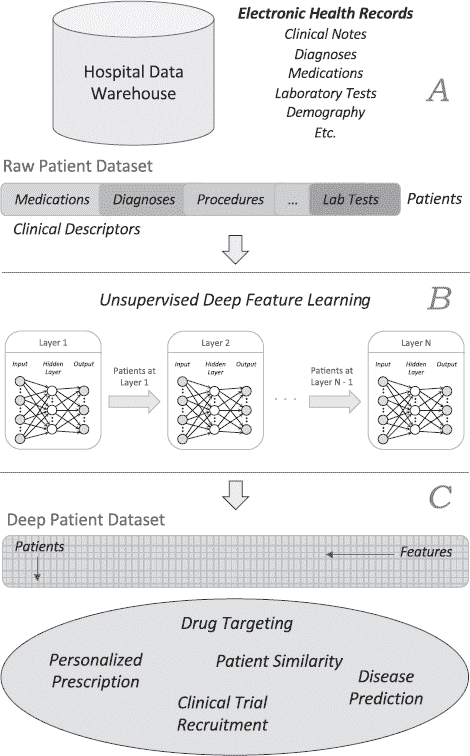 Electronic Health Records
Clinical Notes
Diagnoses
Medications
Laboratory Tests
Demography
Etc.
Hospital Data
Warehouse
A
Raw Patient Dataset
Medications Diagnoses Procedures ... Lab Tests Patients
Clinical Descriptors
Unsupervised Deep Feature Learning
B
Layer 1
Input Hidden Layer Output
Patients at
Layer 1
Layer 2
Input Hidden Layer Output
. . .
Patients at
Layer N - 1
Layer N
Input Hidden Layer Output
C
Deep Patient Dataset
Patients
Features
Drug Targeting
Personalized
Prescription
Patient Similarity
Disease
Prediction
Clinical Trial
Recruitment